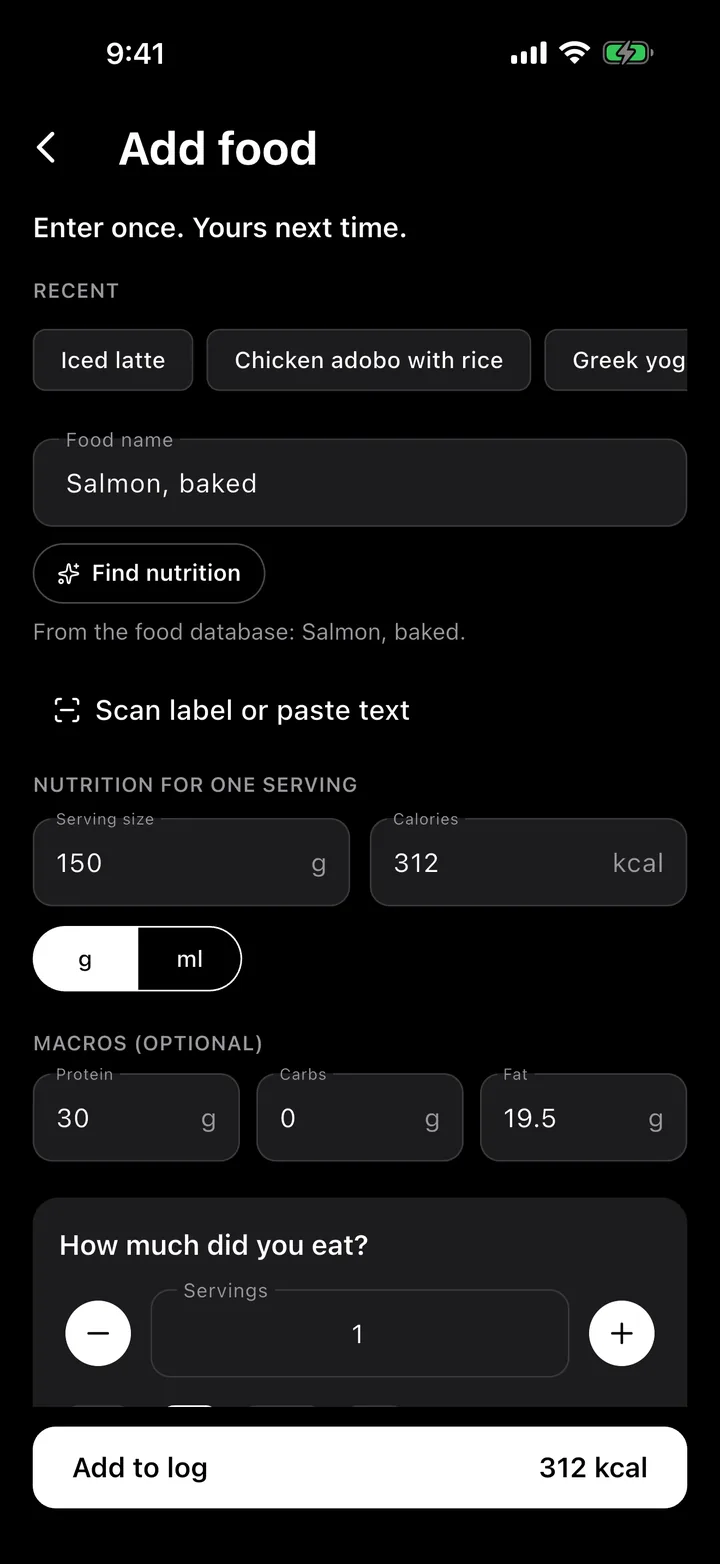 9:41
Add food
Enter once. Yours next time.
RECENT
Iced latte
Chicken adobo with rice
Greek yog
Food name
Salmon, baked
Find nutrition
From the food database: Salmon, baked.
Scan label or paste text
NUTRITION FOR ONE SERVING
Serving size
150 g
Calories
312 kcal
g
ml
MACROS (OPTIONAL)
Protein
30 g
Carbs
0 g
Fat
19.5 g
How much did you eat?
Servings
1
Add to log
312 kcal